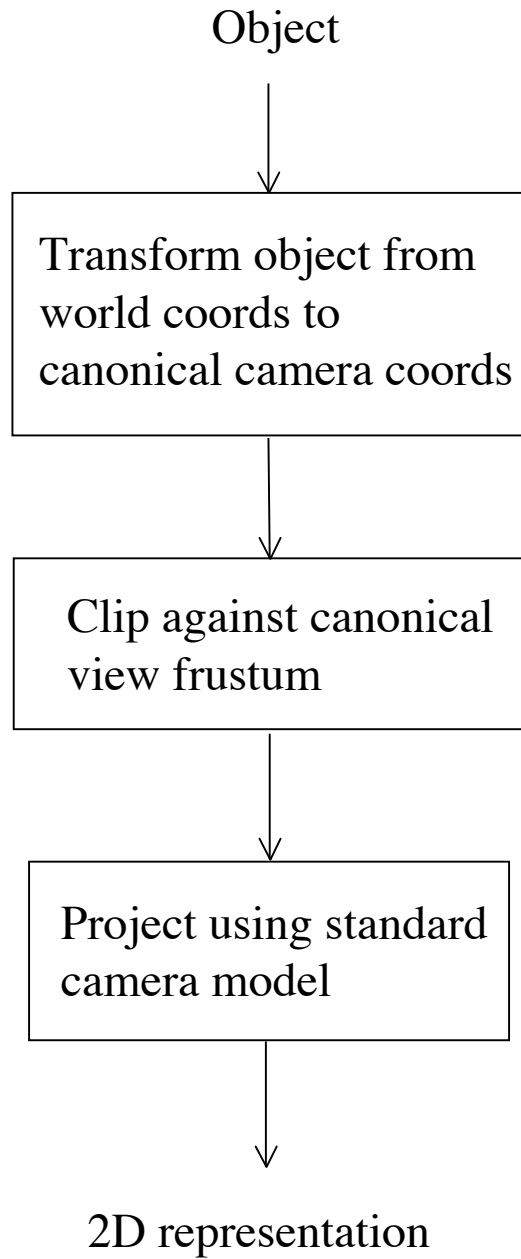 Object
Transform object from
world coords to
canonical camera coords
Clip against canonical
view frustum
Project using standard
camera model
2D representation